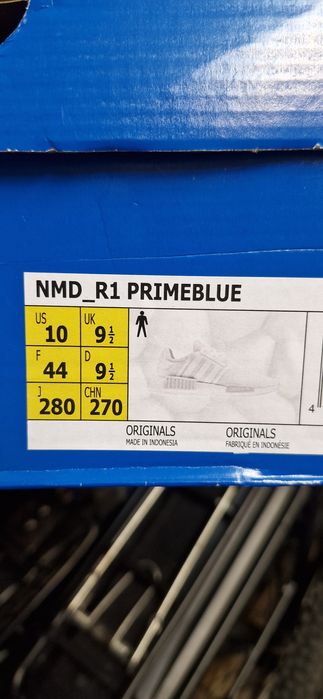 NMD_R1 PRIMEBLUE
US UK
10 9½
F D
44 9½
J CHN
280 270
ORIGINALS ORIGINALS
MADE IN INDONESIA FABRIQUÉ EN INDONÉSIE
4